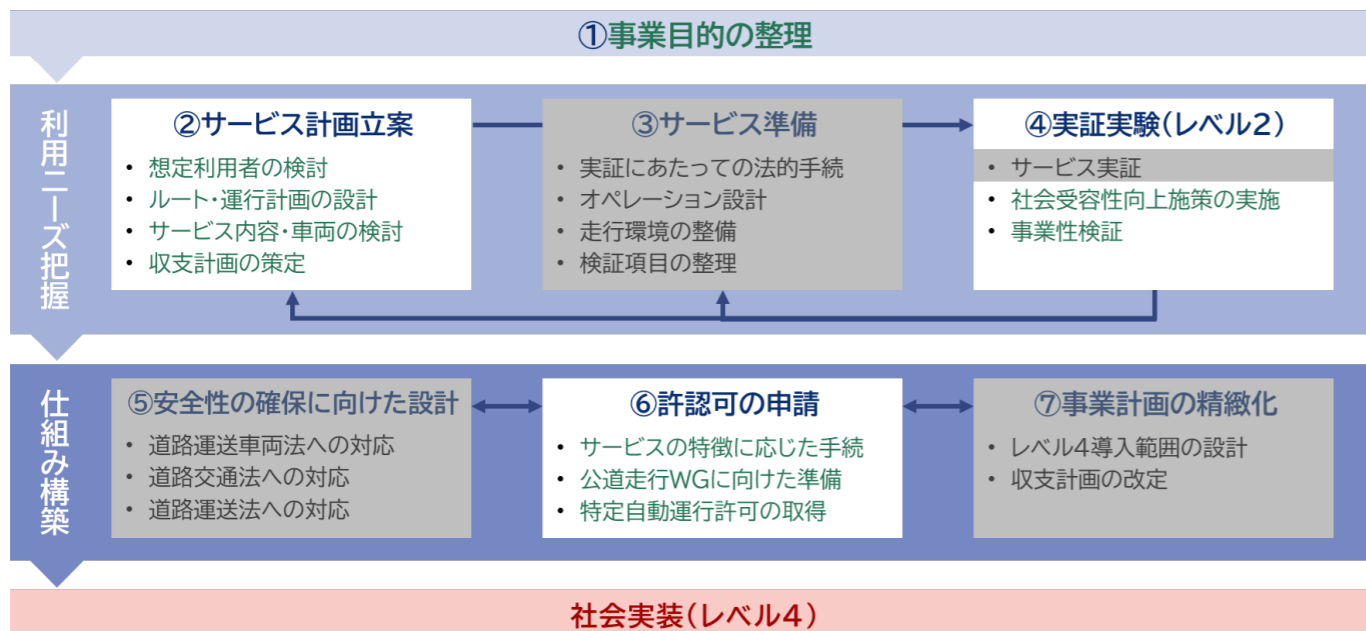 ①事業目的の整理
利用ニーズ把握
②サービス計画立案
• 想定利用者の検討
• ルート・運行計画の設計
• サービス内容・車両の検討
• 収支計画の策定
③サービス準備
• 実証にあたっての法的手続
• オペレーション設計
• 走行環境の整備
• 検証項目の整理
④実証実験(レベル2)
• サービス実証
• 社会受容性向上施策の実施
• 事業性検証
仕組み構築
⑤安全性の確保に向けた設計
• 道路運送車両法への対応
• 道路交通法への対応
• 道路運送法への対応
⑥許認可の申請
• サービスの特徴に応じた手続
• 公道走行WGに向けた準備
• 特定自動運行許可の取得
⑦事業計画の精緻化
• レベル4導入範囲の設計
• 収支計画の改定
社会実装(レベル4)